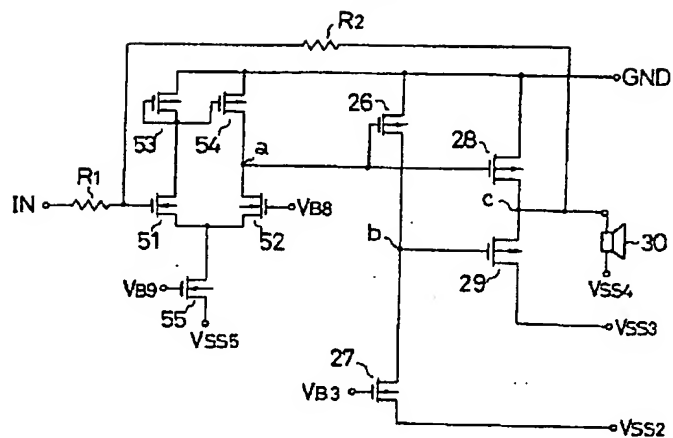 R2
GND
26
53
54
28
a
R1
c
IN
VB8
51
52
b
30
29
VSS4
VB9
55
VSS5
VSS3
27
VB3
VSS2